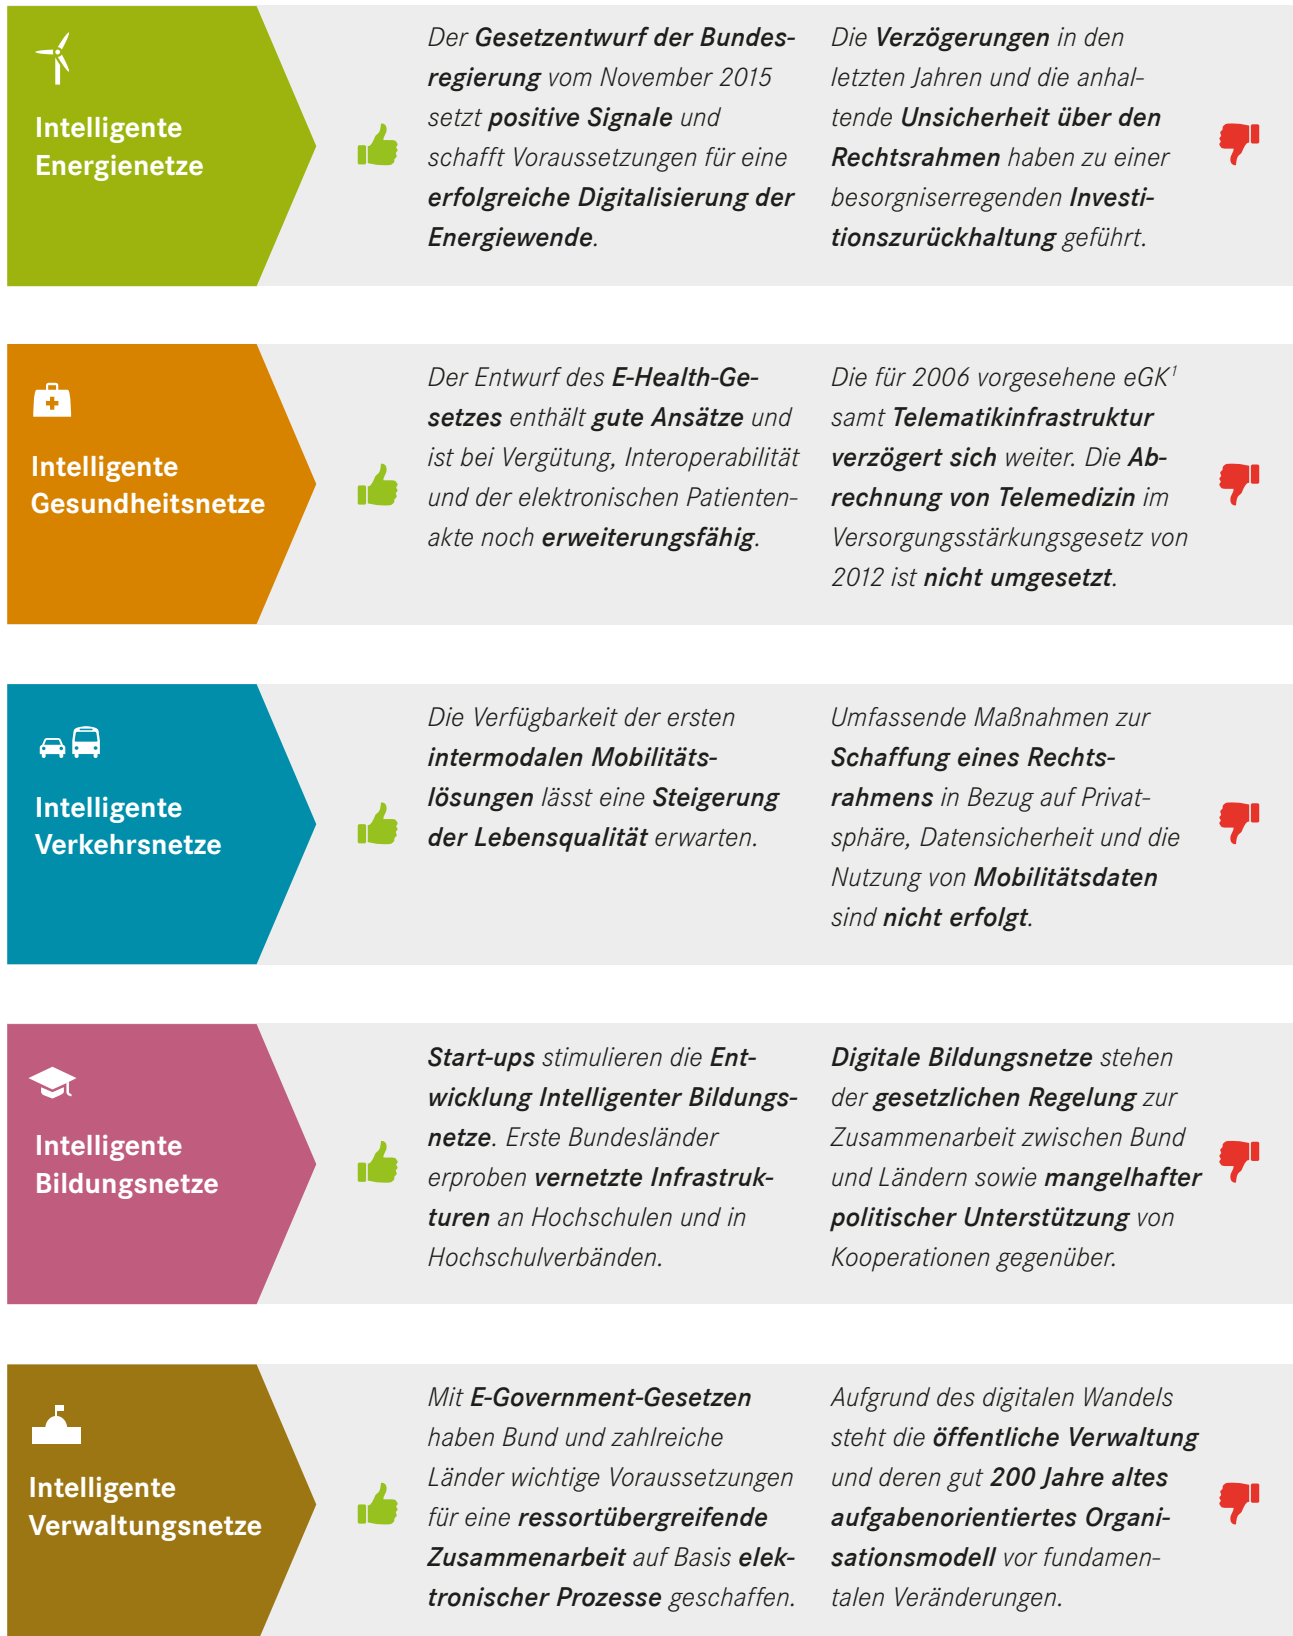 Intelligente
Energienetze
Der Gesetzentwurf der Bundes-
regierung vom November 2015
setzt positive Signale und
schafft Voraussetzungen für eine
erfolgreiche Digitalisierung der
Energiewende.
Die Verzögerungen in den
letzten Jahren und die anhal-
tende Unsicherheit über den
Rechtsrahmen haben zu einer
besorgniserregenden Investi-
tionszurückhaltung geführt.
Intelligente
Gesundheitsnetze
Der Entwurf des E-Health-Ge-
setzes enthält gute Ansätze und
ist bei Vergütung, Interoperabilität
und der elektronischen Patienten-
akte noch erweiterungsfähig.
Die für 2006 vorgesehene eGK¹
samt Telematikinfrastruktur
verzögert sich weiter. Die Ab-
rechnung von Telemedizin im
Versorgungsstärkungsgesetz von
2012 ist nicht umgesetzt.
Intelligente
Verkehrsnetze
Die Verfügbarkeit der ersten
intermodalen Mobilitäts-
lösungen lässt eine Steigerung
der Lebensqualität erwarten.
Umfassende Maßnahmen zur
Schaffung eines Rechts-
rahmens in Bezug auf Privat-
sphäre, Datensicherheit und die
Nutzung von Mobilitätsdaten
sind nicht erfolgt.
Intelligente
Bildungsnetze
Start-ups stimulieren die Ent-
wicklung Intelligenter Bildungs-
netze. Erste Bundesländer
erproben vernetzte Infrastruk-
turen an Hochschulen und in
Hochschulverbänden.
Digitale Bildungsnetze stehen
der gesetzlichen Regelung zur
Zusammenarbeit zwischen Bund
und Ländern sowie mangelhafter
politischer Unterstützung von
Kooperationen gegenüber.
Intelligente
Verwaltungsnetze
Mit E-Government-Gesetzen
haben Bund und zahlreiche
Länder wichtige Voraussetzungen
für eine ressortübergreifende
Zusammenarbeit auf Basis elek-
tronischer Prozesse geschaffen.
Aufgrund des digitalen Wandels
steht die öffentliche Verwaltung
und deren gut 200 Jahre altes
aufgabenorientiertes Organi-
sationsmodell vor fundamen-
talen Veränderungen.